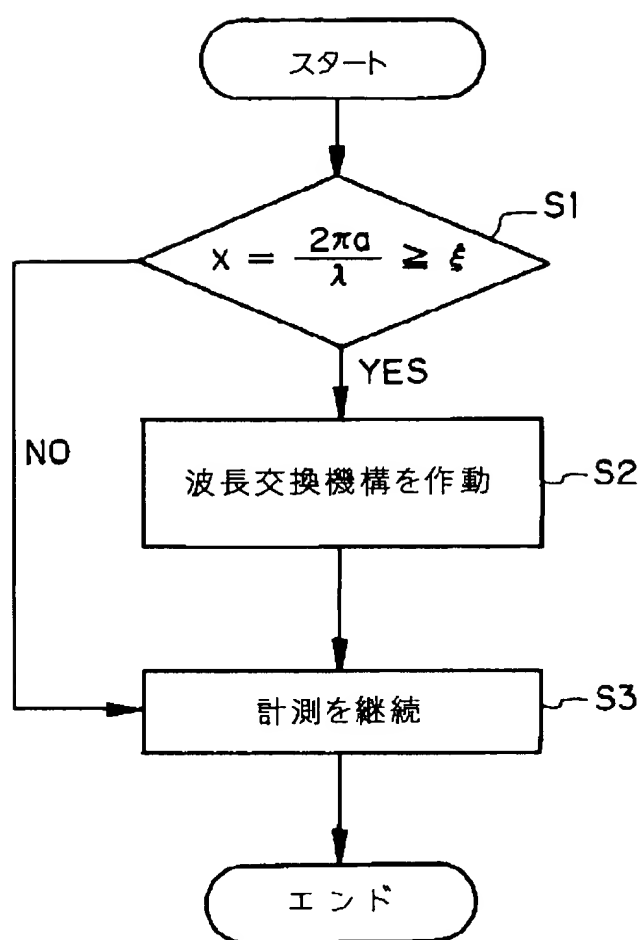 スタート
S1
x = 2πa/λ ≧ ξ
YES
NO
波長交換機構を作動
S2
計測を継続
S3
エンド